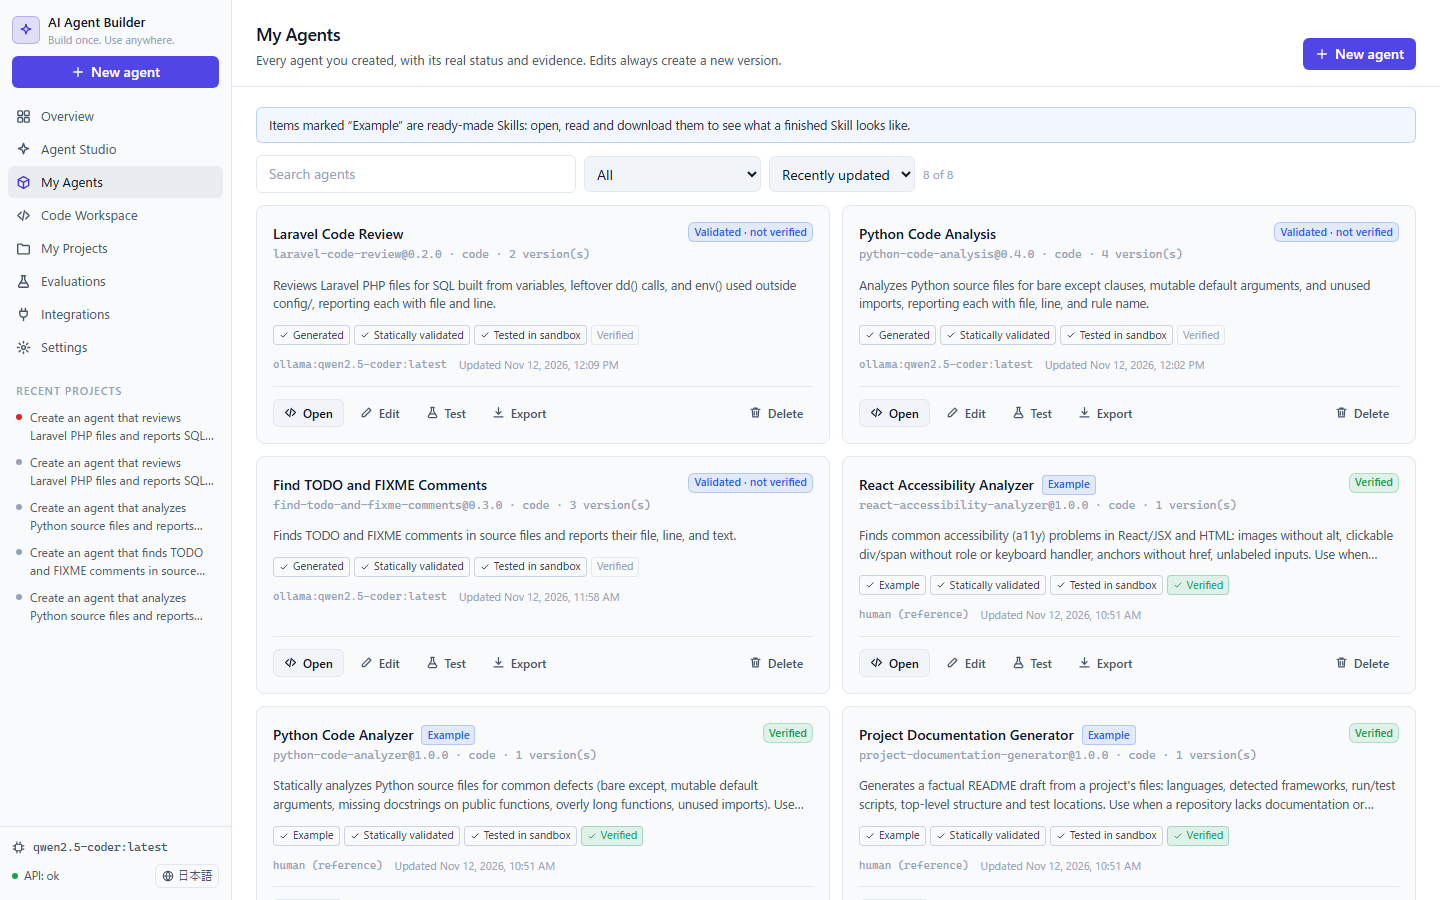 AI Agent Builder
Build once. Use anywhere.
New agent
Overview
Agent Studio
My Agents
Code Workspace
My Projects
Evaluations
Integrations
Settings
RECENT PROJECTS
Create an agent that reviews
Laravel PHP files and reports SQL...
Create an agent that reviews
Laravel PHP files and reports SQL...
Create an agent that analyzes
Python source files and reports...
Create an agent that finds TODO
and FIXME comments in source...
Create an agent that analyzes
Python source files and reports...
qwen2.5-coder:latest
API: ok
日本語
My Agents
Every agent you created, with its real status and evidence. Edits always create a new version.
New agent
Items marked “Example” are ready-made Skills: open, read and download them to see what a finished Skill looks like.
Search agents
All
Recently updated
8 of 8
Laravel Code Review
Validated · not verified
laravel-code-review@0.2.0 · code · 2 version(s)
Reviews Laravel PHP files for SQL built from variables, leftover dd() calls, and env() used outside
config/, reporting each with file and line.
Generated
Statically validated
Tested in sandbox
Verified
ollama:qwen2.5-coder:latest Updated Nov 12, 2026, 12:09 PM
Open
Edit
Test
Export
Delete
Python Code Analysis
Validated · not verified
python-code-analysis@0.4.0 · code · 4 version(s)
Analyzes Python source files for bare except clauses, mutable default arguments, and unused
imports, reporting each with file, line, and rule name.
Generated
Statically validated
Tested in sandbox
Verified
ollama:qwen2.5-coder:latest Updated Nov 12, 2026, 12:02 PM
Open
Edit
Test
Export
Delete
Find TODO and FIXME Comments
Validated · not verified
find-todo-and-fixme-comments@0.3.0 · code · 3 version(s)
Finds TODO and FIXME comments in source files and reports their file, line, and text.
Generated
Statically validated
Tested in sandbox
Verified
ollama:qwen2.5-coder:latest Updated Nov 12, 2026, 11:58 AM
Open
Edit
Test
Export
Delete
React Accessibility Analyzer
Example
Verified
react-accessibility-analyzer@1.0.0 · code · 1 version(s)
Finds common accessibility (a11y) problems in React/JSX and HTML: images without alt, clickable
div/span without role or keyboard handler, anchors without href, unlabeled inputs. Use when...
Example
Statically validated
Tested in sandbox
Verified
human (reference) Updated Nov 12, 2026, 10:51 AM
Open
Edit
Test
Export
Delete
Python Code Analyzer
Example
Verified
python-code-analyzer@1.0.0 · code · 1 version(s)
Statically analyzes Python source files for common defects (bare except, mutable default
arguments, missing docstrings on public functions, overly long functions, unused imports). Use...
Example
Statically validated
Tested in sandbox
Verified
human (reference) Updated Nov 12, 2026, 10:51 AM
Project Documentation Generator
Example
Verified
project-documentation-generator@1.0.0 · code · 1 version(s)
Generates a factual README draft from a project's files: languages, detected frameworks, run/test
scripts, top-level structure and test locations. Use when a repository lacks documentation or...
Example
Statically validated
Tested in sandbox
Verified
human (reference) Updated Nov 12, 2026, 10:51 AM